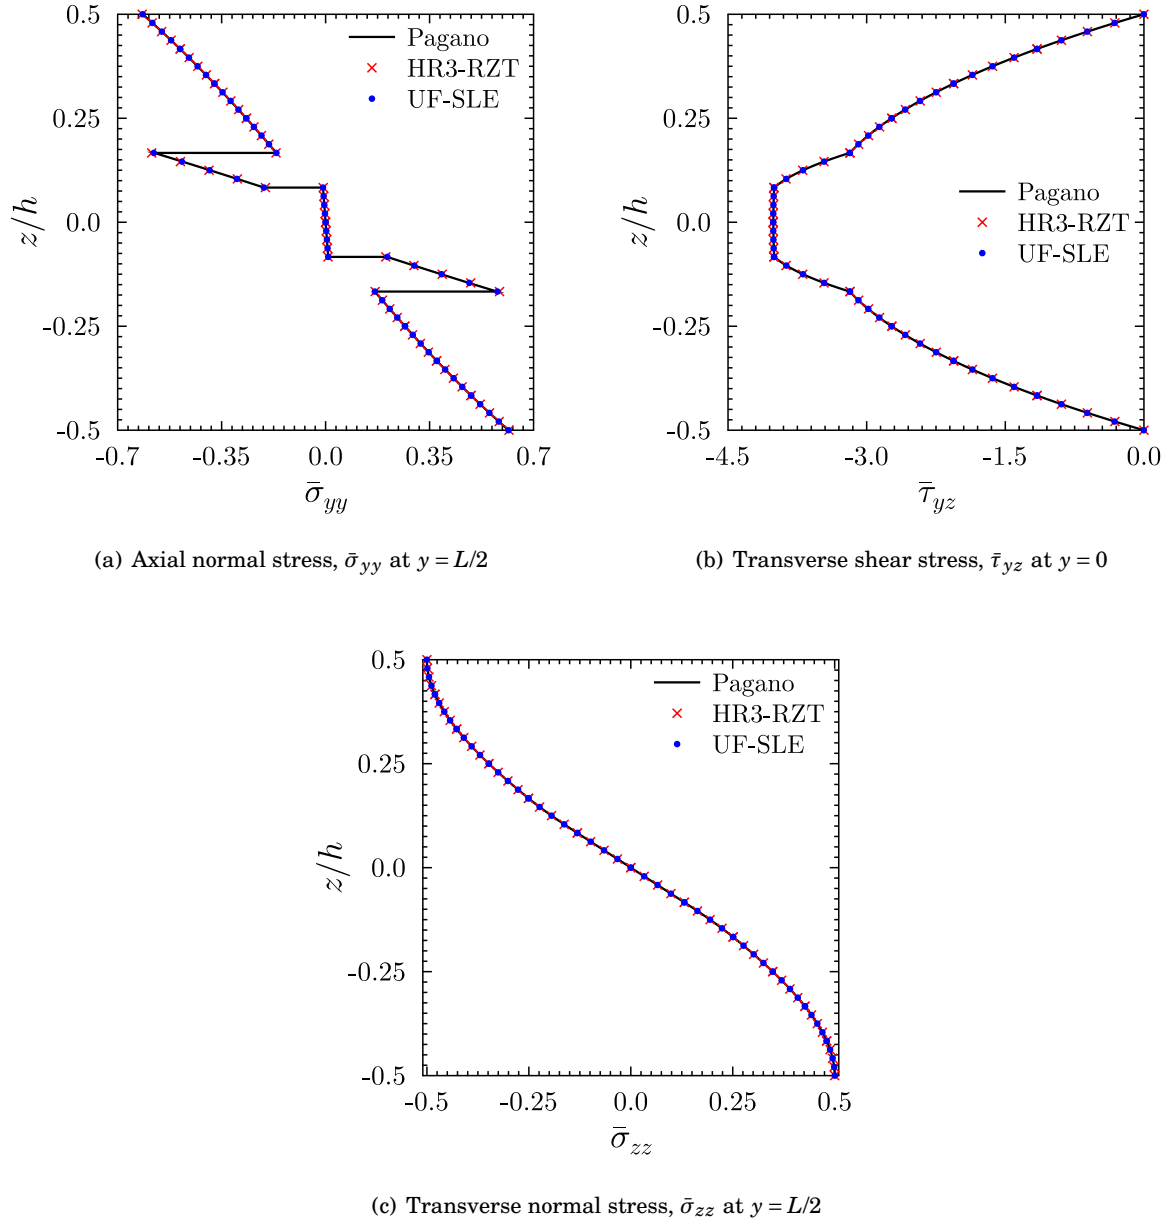 0.5
0.25
0.0
-0.25
-0.5
z/h
-0.7 -0.35 0.0 0.35 0.7
σ̄yy
Pagano
HR3-RZT
UF-SLE
(a) Axial normal stress, σ̄yy at y = L/2
0.5
0.25
0.0
-0.25
-0.5
z/h
-4.5 -3.0 -1.5 0.0
τ̄yz
Pagano
HR3-RZT
UF-SLE
(b) Transverse shear stress, τ̄yz at y = 0
0.5
0.25
0.0
-0.25
-0.5
z/h
-0.5 -0.25 0.0 0.25 0.5
σ̄zz
Pagano
HR3-RZT
UF-SLE
(c) Transverse normal stress, σ̄zz at y = L/2